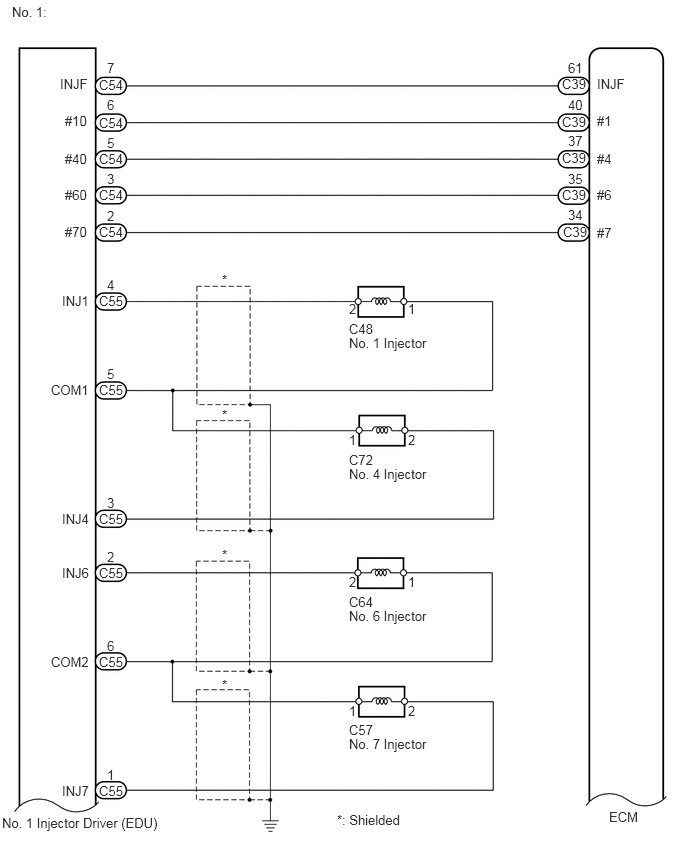 No. 1:
7 61
INJF C54 C39 INJF
6 40
#10 C54 C39 #1
5 37
#40 C54 C39 #4
3 35
#60 C54 C39 #6
2 34
#70 C54 C39 #7
*
4
INJ1 C55 2 1
C48
No. 1 Injector
5
COM1 C55
*
1 2
C72
No. 4 Injector
3
INJ4 C55
*
2
INJ6 C55 2 1
C64
No. 6 Injector
6
COM2 C55
*
1 2
C57
No. 7 Injector
1
INJ7 C55
No. 1 Injector Driver (EDU)
*: Shielded
ECM